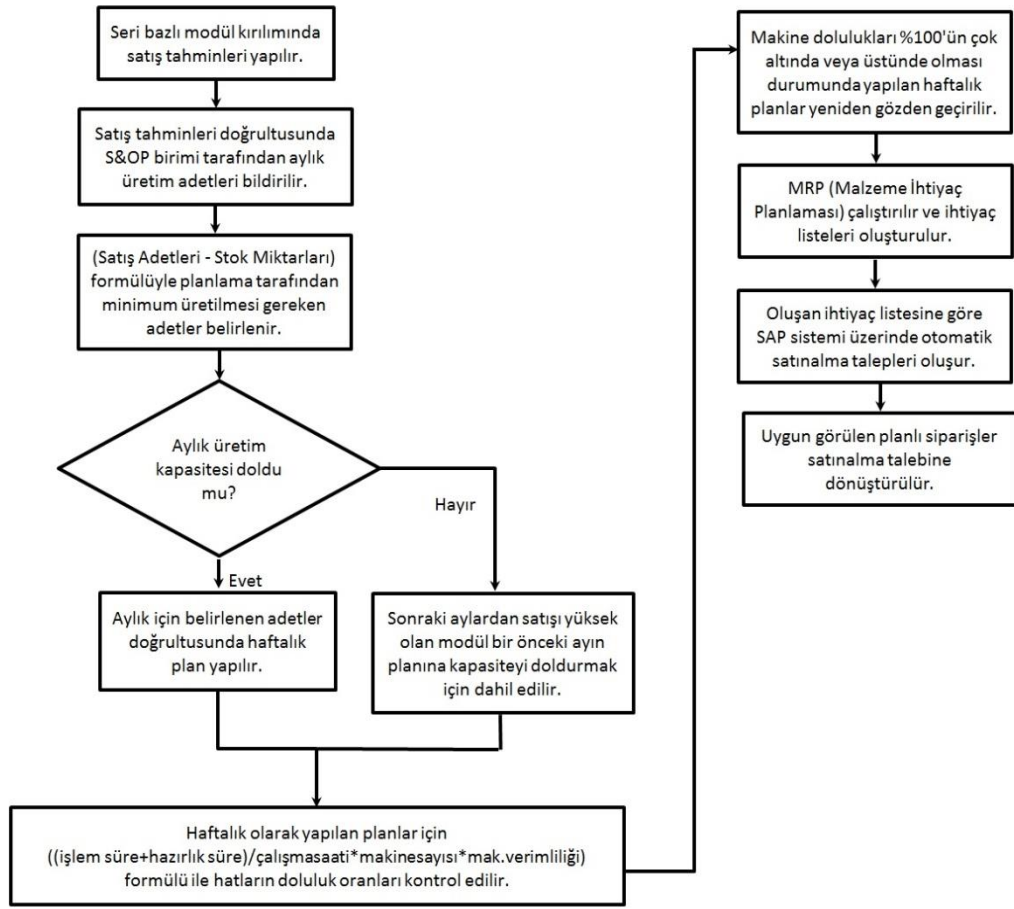 Seri bazlı modül kırılımında
satış tahminleri yapılır.
Satış tahminleri doğrultusunda
S&OP birimi tarafından aylık
üretim adetleri bildirilir.
(Satış Adetleri - Stok Miktarları)
formülüyle planlama tarafından
minimum üretilmesi gereken
adetler belirlenir.
Aylık üretim
kapasitesi doldu
mu?
Hayır
Evet
Aylık için belirlenen adetler
doğrultusunda haftalık
plan yapılır.
Sonraki aylardan satışı yüksek
olan modül bir önceki ayın
planına kapasiteyi doldurmak
için dahil edilir.
Haftalık olarak yapılan planlar için
((işlem süre+hazırlık süre)/çalışmasaati*makinesayısı*mak.verimliliği)
formülü ile hatların doluluk oranları kontrol edilir.
Makine dolulukları %100'ün çok
altında veya üstünde olması
durumunda yapılan haftalık
planlar yeniden gözden geçirilir.
MRP (Malzeme İhtiyaç
Planlaması) çalıştırılır ve ihtiyaç
listeleri oluşturulur.
Oluşan ihtiyaç listesine göre
SAP sistemi üzerinde otomatik
satınalma talepleri oluşur.
Uygun görülen planlı siparişler
satınalma talebine
dönüştürülür.